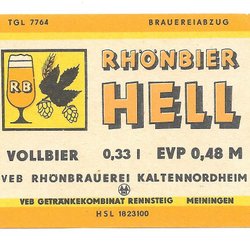 TGL 7764 BRAUEREIABZUG
RHÖNBIER
RB
HELL
VOLLBIER 0,33 l EVP 0,48 M
VEB RHÖNBRAUEREI KALTENNORDHEIM
VEB GETRÄNKEKOMBINAT RENNSTEIG MEININGEN
HSL 1823100